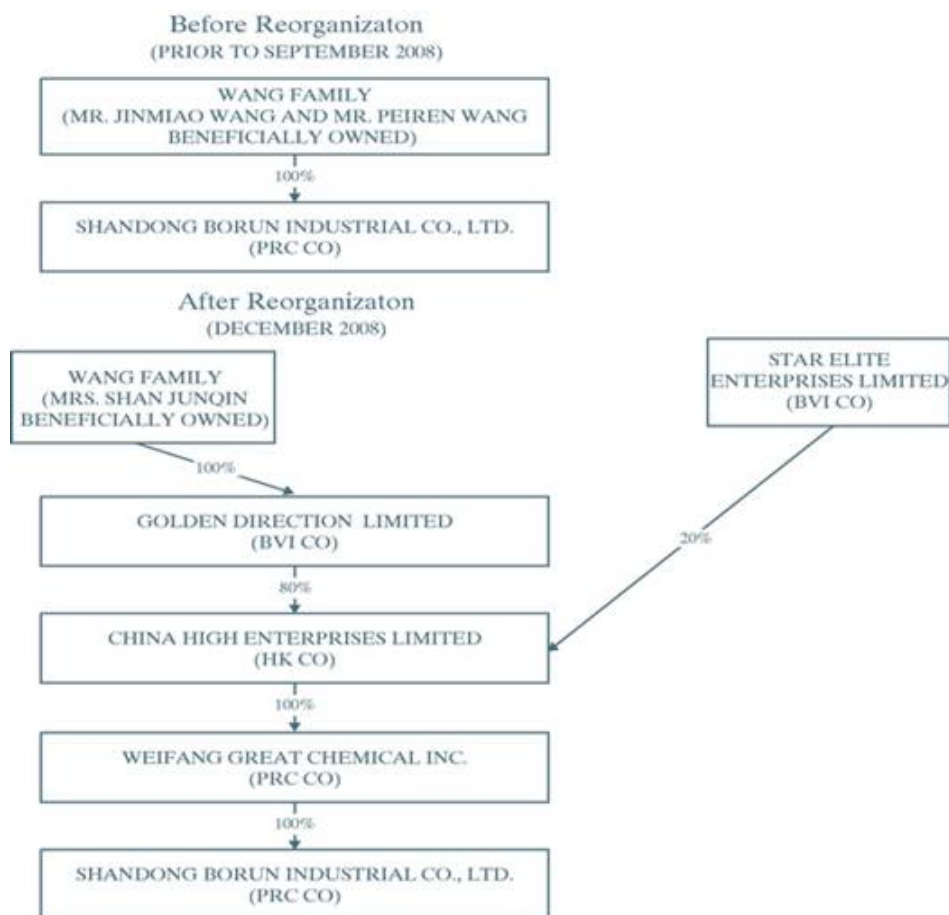 Before Reorganizaton
(PRIOR TO SEPTEMBER 2008)
WANG FAMILY
(MR. JINMIAO WANG AND MR. PEIREN WANG
BENEFICIALLY OWNED)
100%
SHANDONG BORUN INDUSTRIAL CO., LTD.
(PRC CO)
After Reorganizaton
(DECEMBER 2008)
WANG FAMILY
(MRS. SHAN JUNQIN
BENEFICIALLY OWNED)
STAR ELITE
ENTERPRISES LIMITED
(BVI CO)
100%
GOLDEN DIRECTION LIMITED
(BVI CO)
20%
80%
CHINA HIGH ENTERPRISES LIMITED
(HK CO)
100%
WEIFANG GREAT CHEMICAL INC.
(PRC CO)
100%
SHANDONG BORUN INDUSTRIAL CO., LTD.
(PRC CO)